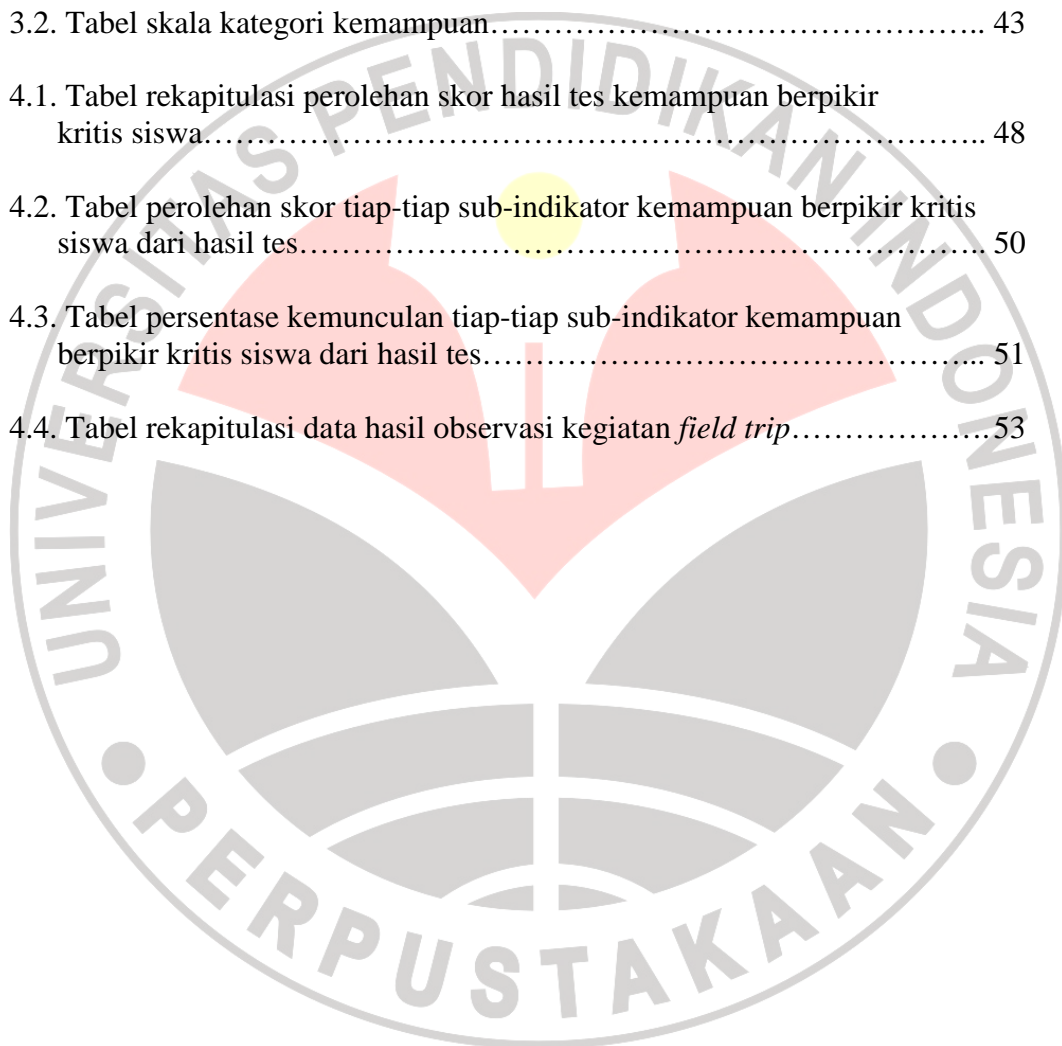 3.2. Tabel skala kategori kemampuan……………………………………….. 43
4.1. Tabel rekapitulasi perolehan skor hasil tes kemampuan berpikir
kritis siswa……………………………………………………………….. 48
4.2. Tabel perolehan skor tiap-tiap sub-indikator kemampuan berpikir kritis
siswa dari hasil tes………………………………………………………. 50
4.3. Tabel persentase kemunculan tiap-tiap sub-indikator kemampuan
berpikir kritis siswa dari hasil tes………………………………………... 51
4.4. Tabel rekapitulasi data hasil observasi kegiatan field trip………………. 53
UNIVERSITAS PENDIDIKAN INDONESIA
PERPUSTAKAAN